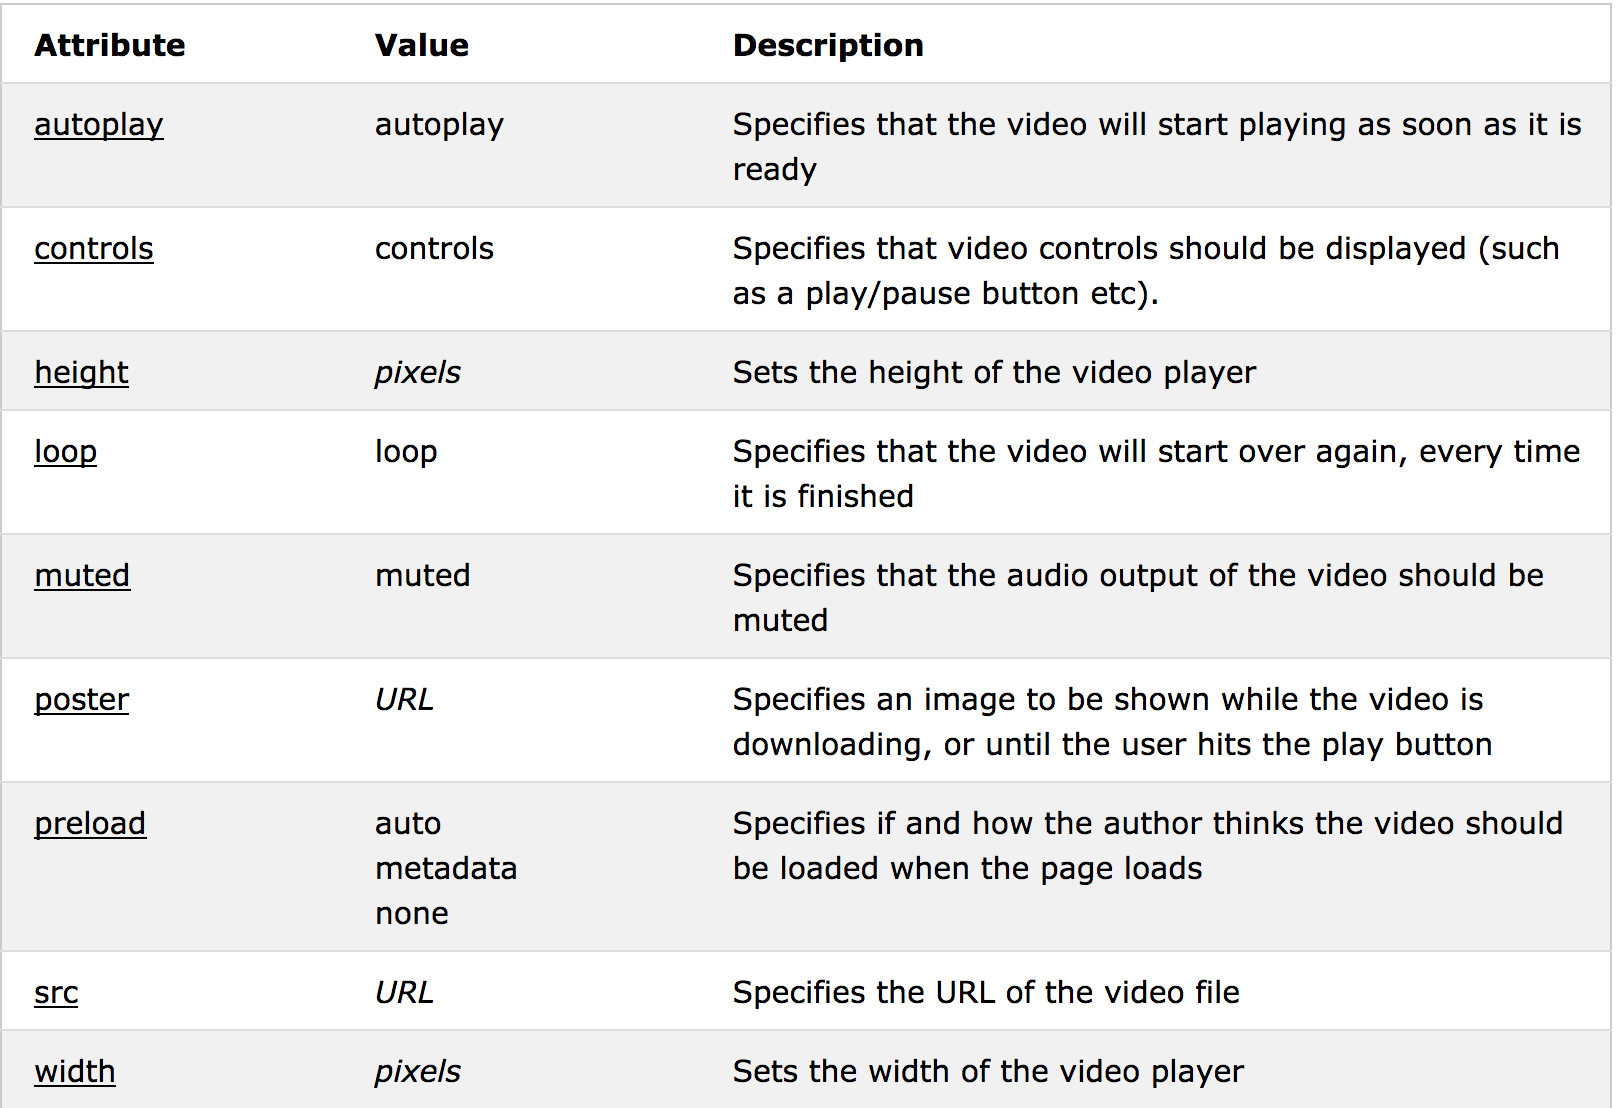 Attribute Value Description
autoplay autoplay Specifies that the video will start playing as soon as it is
ready
controls controls Specifies that video controls should be displayed (such
as a play/pause button etc).
height pixels Sets the height of the video player
loop loop Specifies that the video will start over again, every time
it is finished
muted muted Specifies that the audio output of the video should be
muted
poster URL Specifies an image to be shown while the video is
downloading, or until the user hits the play button
preload auto Specifies if and how the author thinks the video should
metadata be loaded when the page loads
none
src URL Specifies the URL of the video file
width pixels Sets the width of the video player